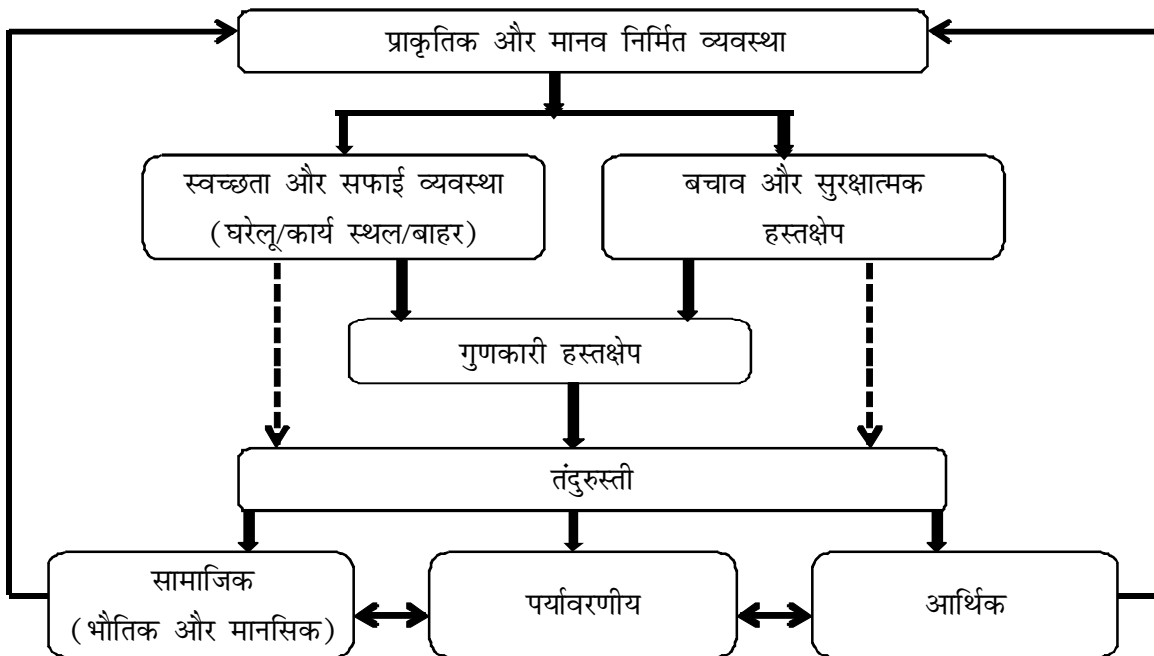 प्राकृतिक और मानव निर्मित व्यवस्था
स्वच्छता और सफाई व्यवस्था
(घरेलू/कार्य स्थल/बाहर)
बचाव और सुरक्षात्मक
हस्तक्षेप
गुणकारी हस्तक्षेप
तंदुरुस्ती
सामाजिक
(भौतिक और मानसिक)
पर्यावरणीय
आर्थिक